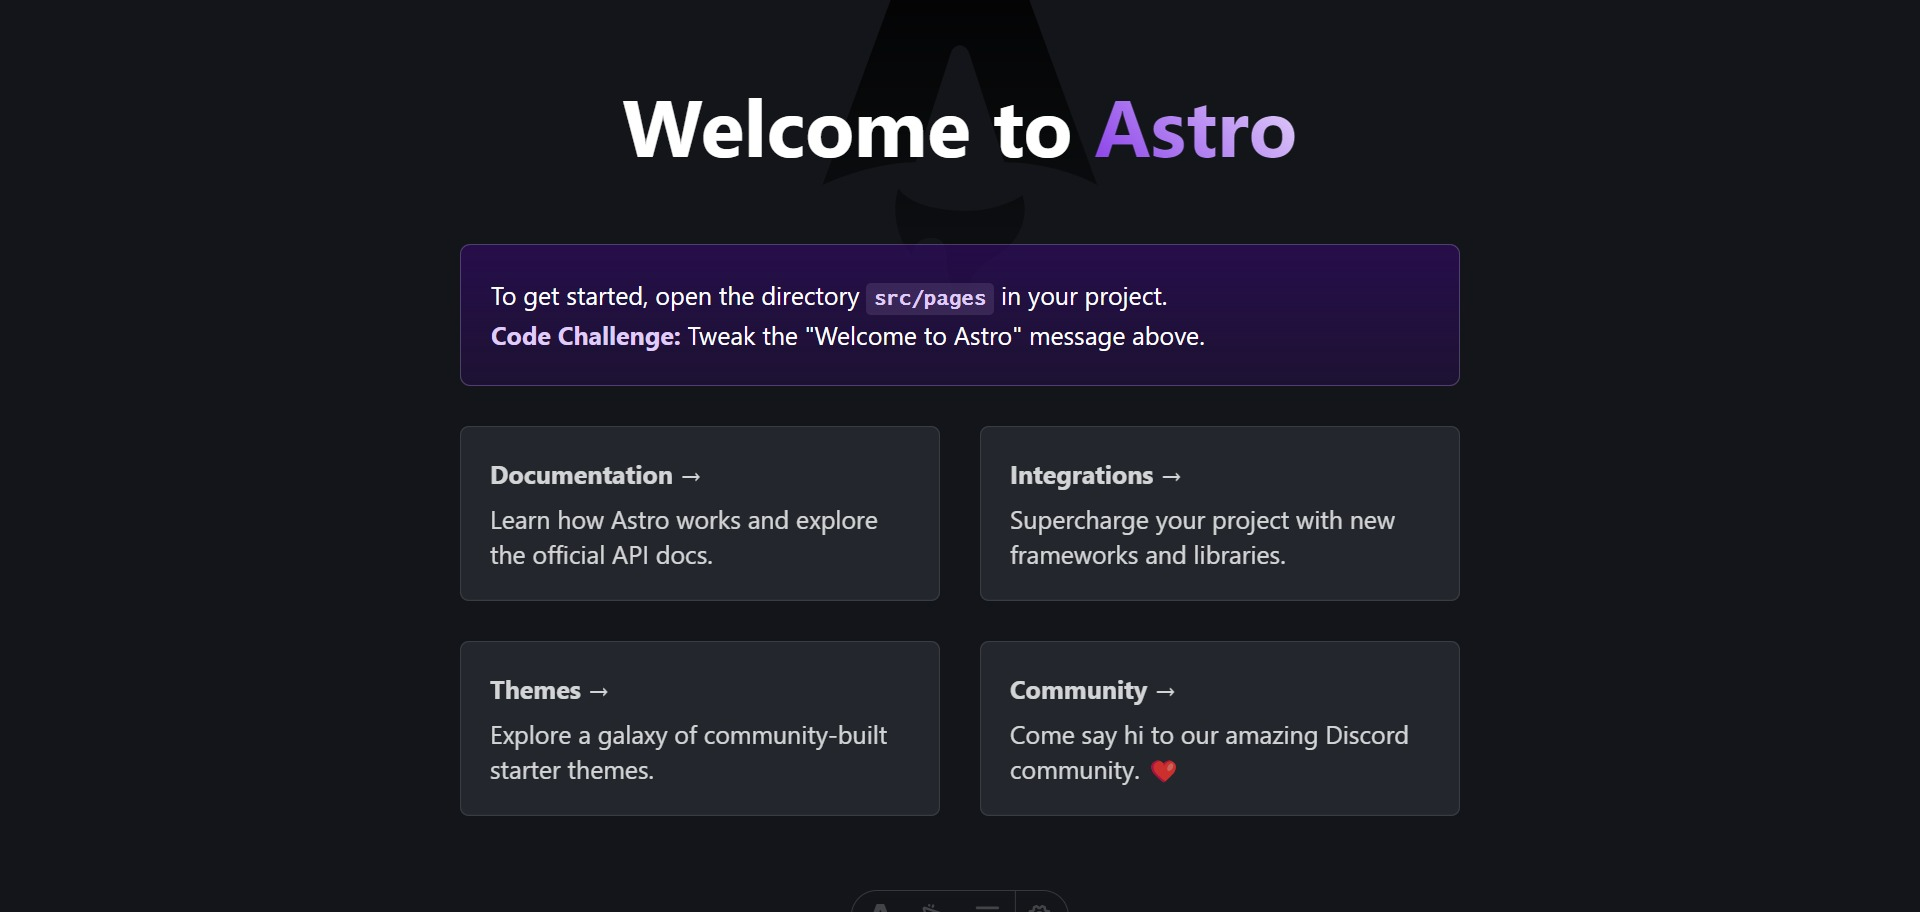 Welcome to Astro
To get started, open the directory src/pages in your project.
Code Challenge: Tweak the "Welcome to Astro" message above.
Documentation →
Learn how Astro works and explore
the official API docs.
Integrations →
Supercharge your project with new
frameworks and libraries.
Themes →
Explore a galaxy of community-built
starter themes.
Community →
Come say hi to our amazing Discord
community. ❤️